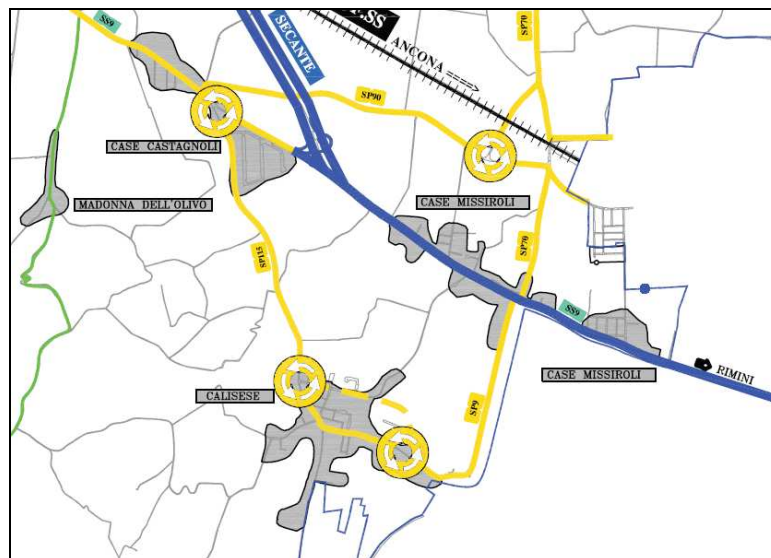 SS9
SECANTE
.SS
ANCONA
SP70
SP90
CASE CASTAGNOLI
CASE MISSIROLI
MADONNA DELL'OLIVO
SP70
SS9
RIMINI
CASE MISSIROLI
CALISESE
SP9